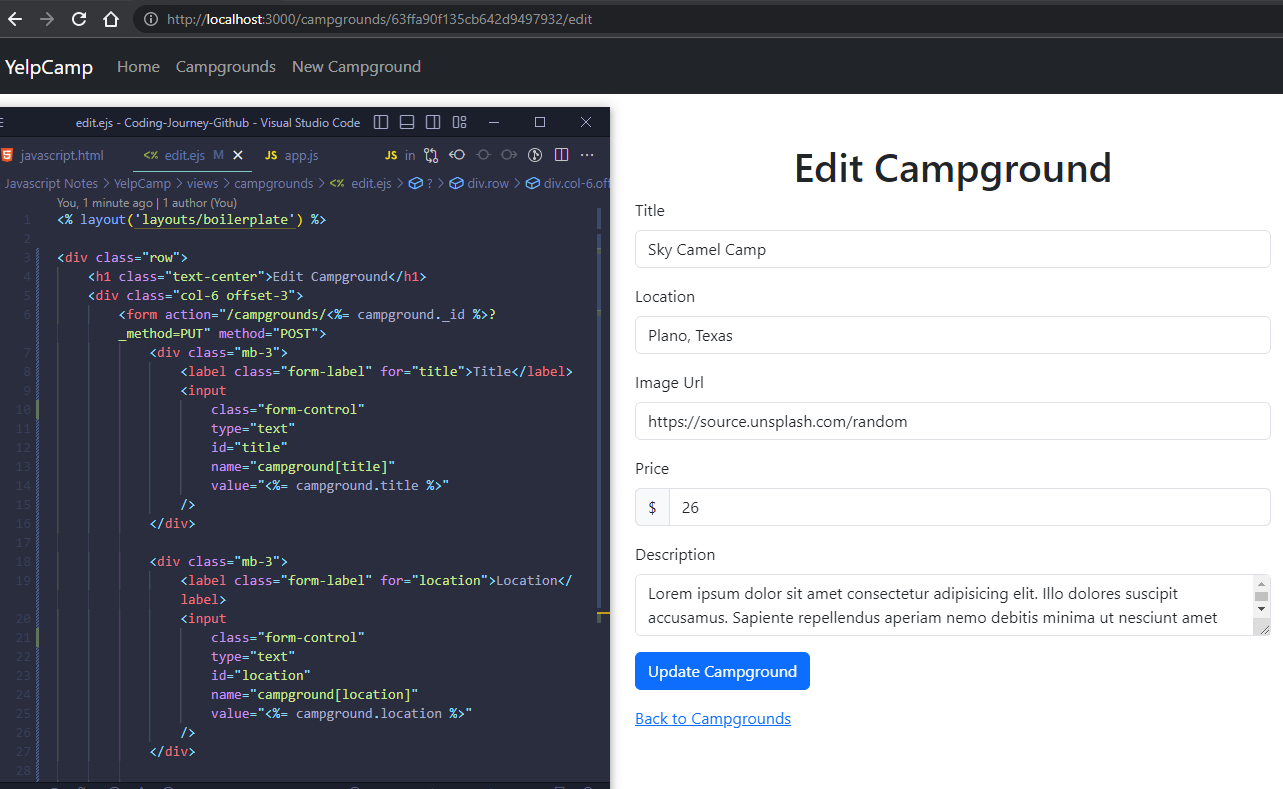 http://localhost:3000/campgrounds/63ffa90f135cb642d9497932/edit
YelpCamp Home Campgrounds New Campground
edit.ejs - Coding-Journey-Github - Visual Studio Code
javascript.html <% edit.ejs M JS app.js JS in
Javascript Notes > YelpCamp > views > campgrounds > <% edit.ejs > ? > div.row > div.col-6.off
You, 1 minute ago | 1 author (You)
1 <% layout('layouts/boilerplate') %>
2
3 <div class="row">
4 <h1 class="text-center">Edit Campground</h1>
5 <div class="col-6 offset-3">
6 <form action="/campgrounds/<%= campground._id %>?
_method=PUT" method="POST">
7 <div class="mb-3">
8 <label class="form-label" for="title">Title</label>
9 <input
10 class="form-control"
11 type="text"
12 id="title"
13 name="campground[title]"
14 value="<%= campground.title %>"
15 />
16 </div>
17
18 <div class="mb-3">
19 <label class="form-label" for="location">Location</
label>
20 <input
21 class="form-control"
22 type="text"
23 id="location"
24 name="campground[location]"
25 value="<%= campground.location %>"
26 />
27 </div>
28
Edit Campground
Title
Sky Camel Camp
Location
Plano, Texas
Image Url
https://source.unsplash.com/random
Price
$ 26
Description
Lorem ipsum dolor sit amet consectetur adipisicing elit. Illo dolores suscipit
accusamus. Sapiente repellendus aperiam nemo debitis minima ut nesciunt amet
Update Campground
Back to Campgrounds